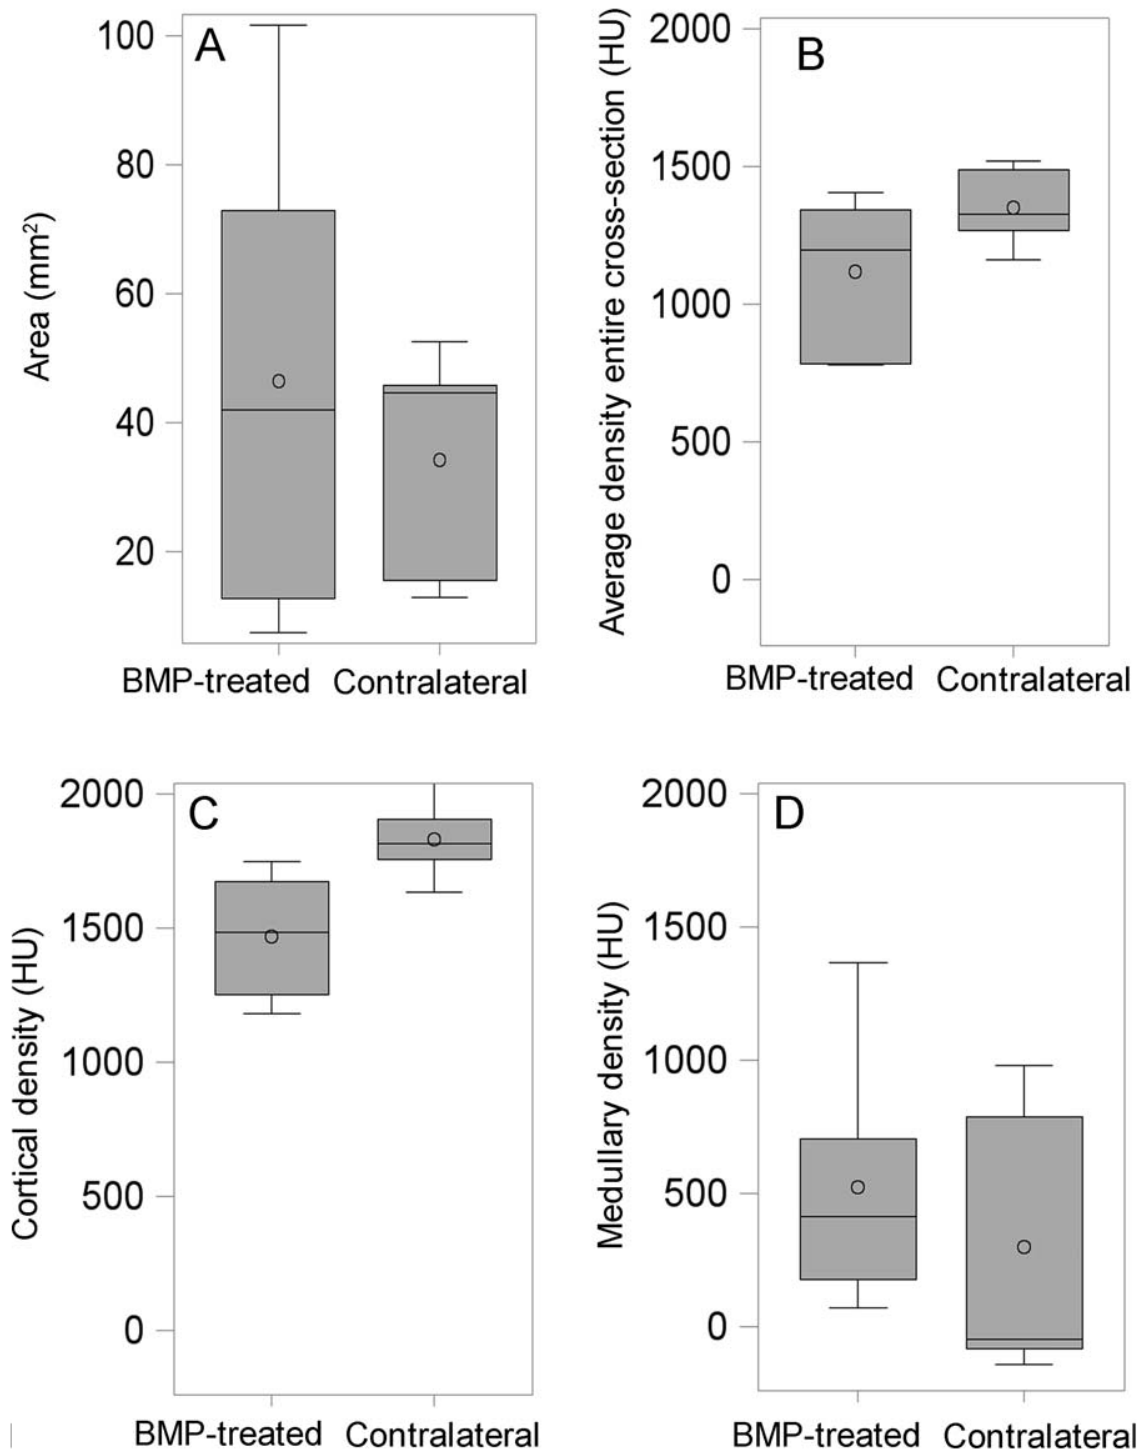 A
Area (mm²)
100
80
60
40
20
BMP-treated Contralateral
B
Average density entire cross-section (HU)
2000
1500
1000
500
0
BMP-treated Contralateral
C
Cortical density (HU)
2000
1500
1000
500
0
BMP-treated Contralateral
D
Medullary density (HU)
2000
1500
1000
500
0
BMP-treated Contralateral